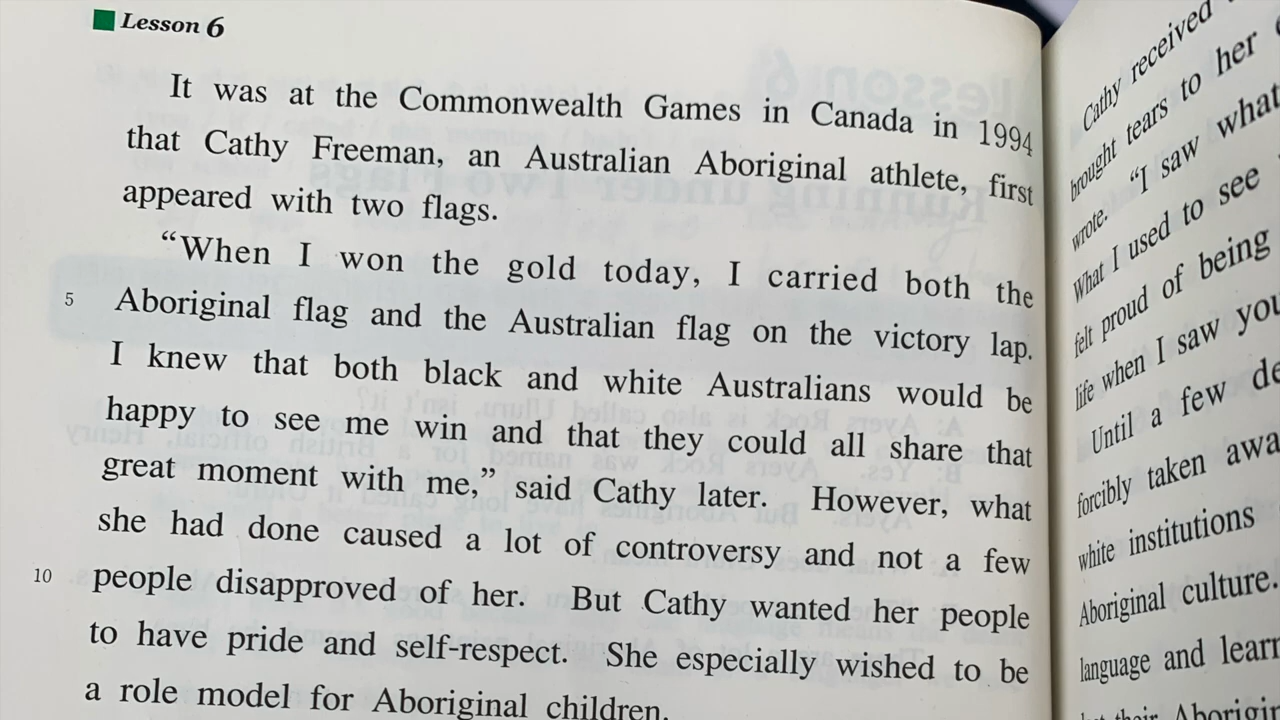 Lesson 6
It was at the Commonwealth Games in Canada in 1994
that Cathy Freeman, an Australian Aboriginal athlete, first
appeared with two flags.
“When I won the gold today, I carried both the
5 Aboriginal flag and the Australian flag on the victory lap.
I knew that both black and white Australians would be
happy to see me win and that they could all share that
great moment with me,” said Cathy later. However, what
she had done caused a lot of controversy and not a few
10 people disapproved of her. But Cathy wanted her people
to have pride and self-respect. She especially wished to be
a role model for Aboriginal children.
Cathy received
brought tears to her
wrote. “I saw what
What I used to see
felt proud of being
life when I saw you
Until a few
forcibly taken
white institutions
Aboriginal culture.
language and